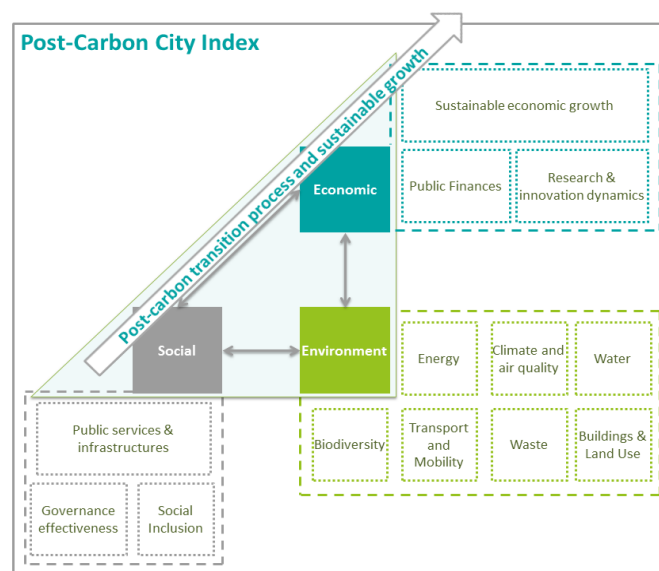 Post-Carbon City Index
Post-carbon transition process and sustainable growth
Sustainable economic growth
Economic
Public Finances
Research &
innovation dynamics
Social
Environment
Energy
Climate and
air quality
Water
Biodiversity
Transport
and
Mobility
Waste
Buildings &
Land Use
Public services &
infrastructures
Governance
effectiveness
Social
Inclusion